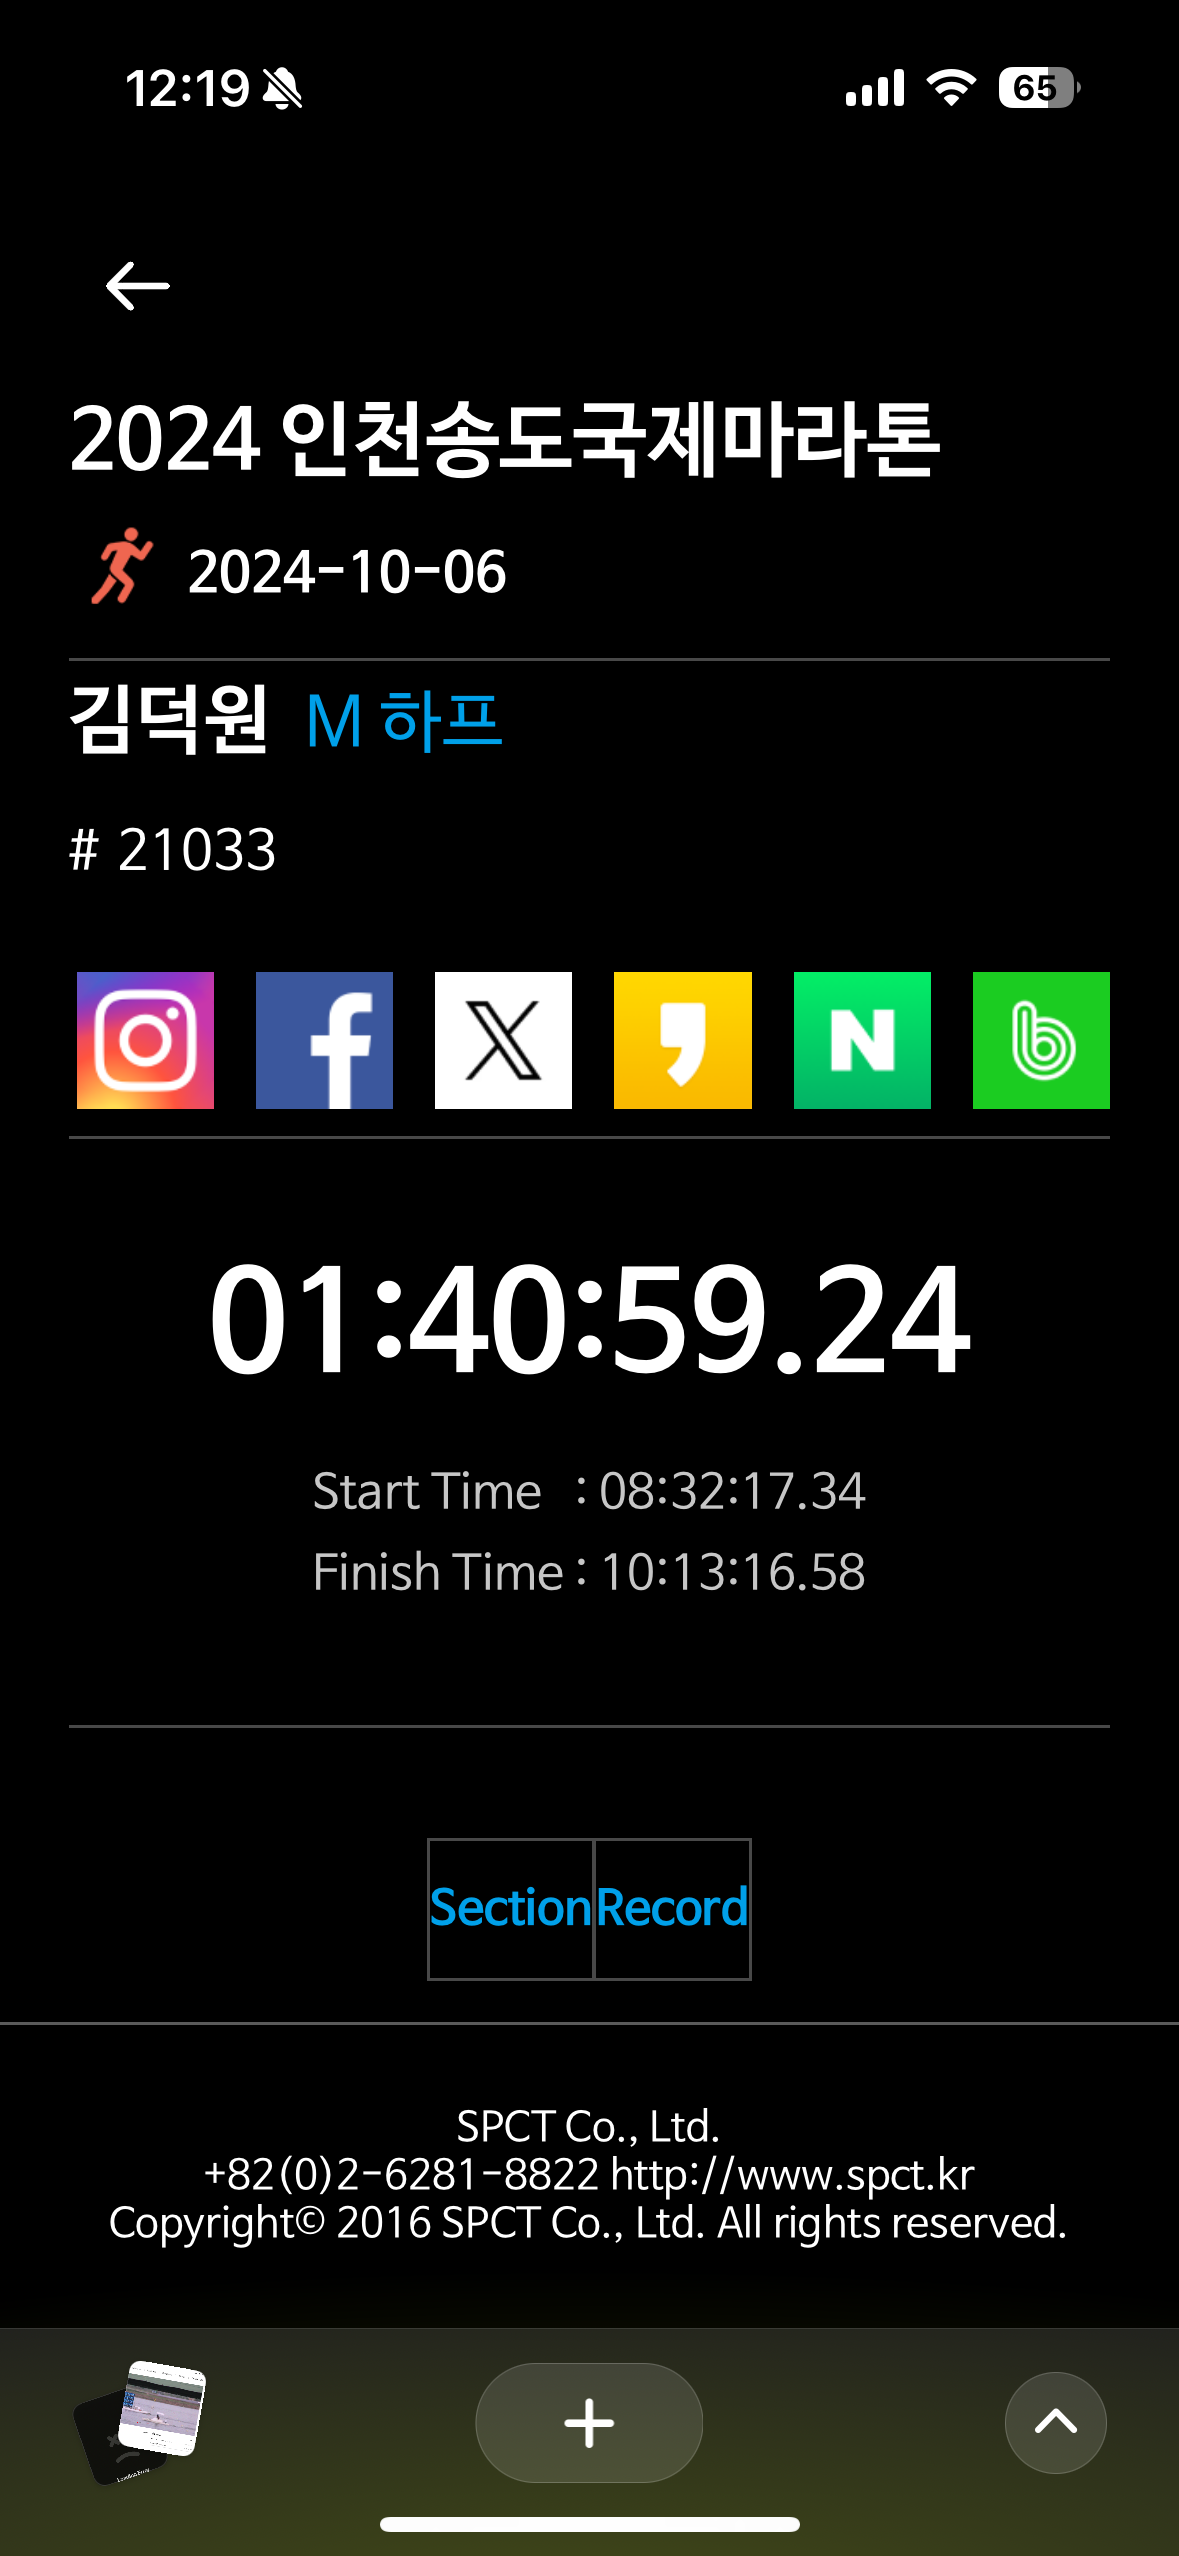 12:19
65
2024 인천송도국제마라톤
2024-10-06
김덕원 M 하프
# 21033
01:40:59.24
Start Time : 08:32:17.34
Finish Time : 10:13:16.58
Section Record
SPCT Co., Ltd.
+82(0)2-6281-8822 http://www.spct.kr
Copyright© 2016 SPCT Co., Ltd. All rights reserved.